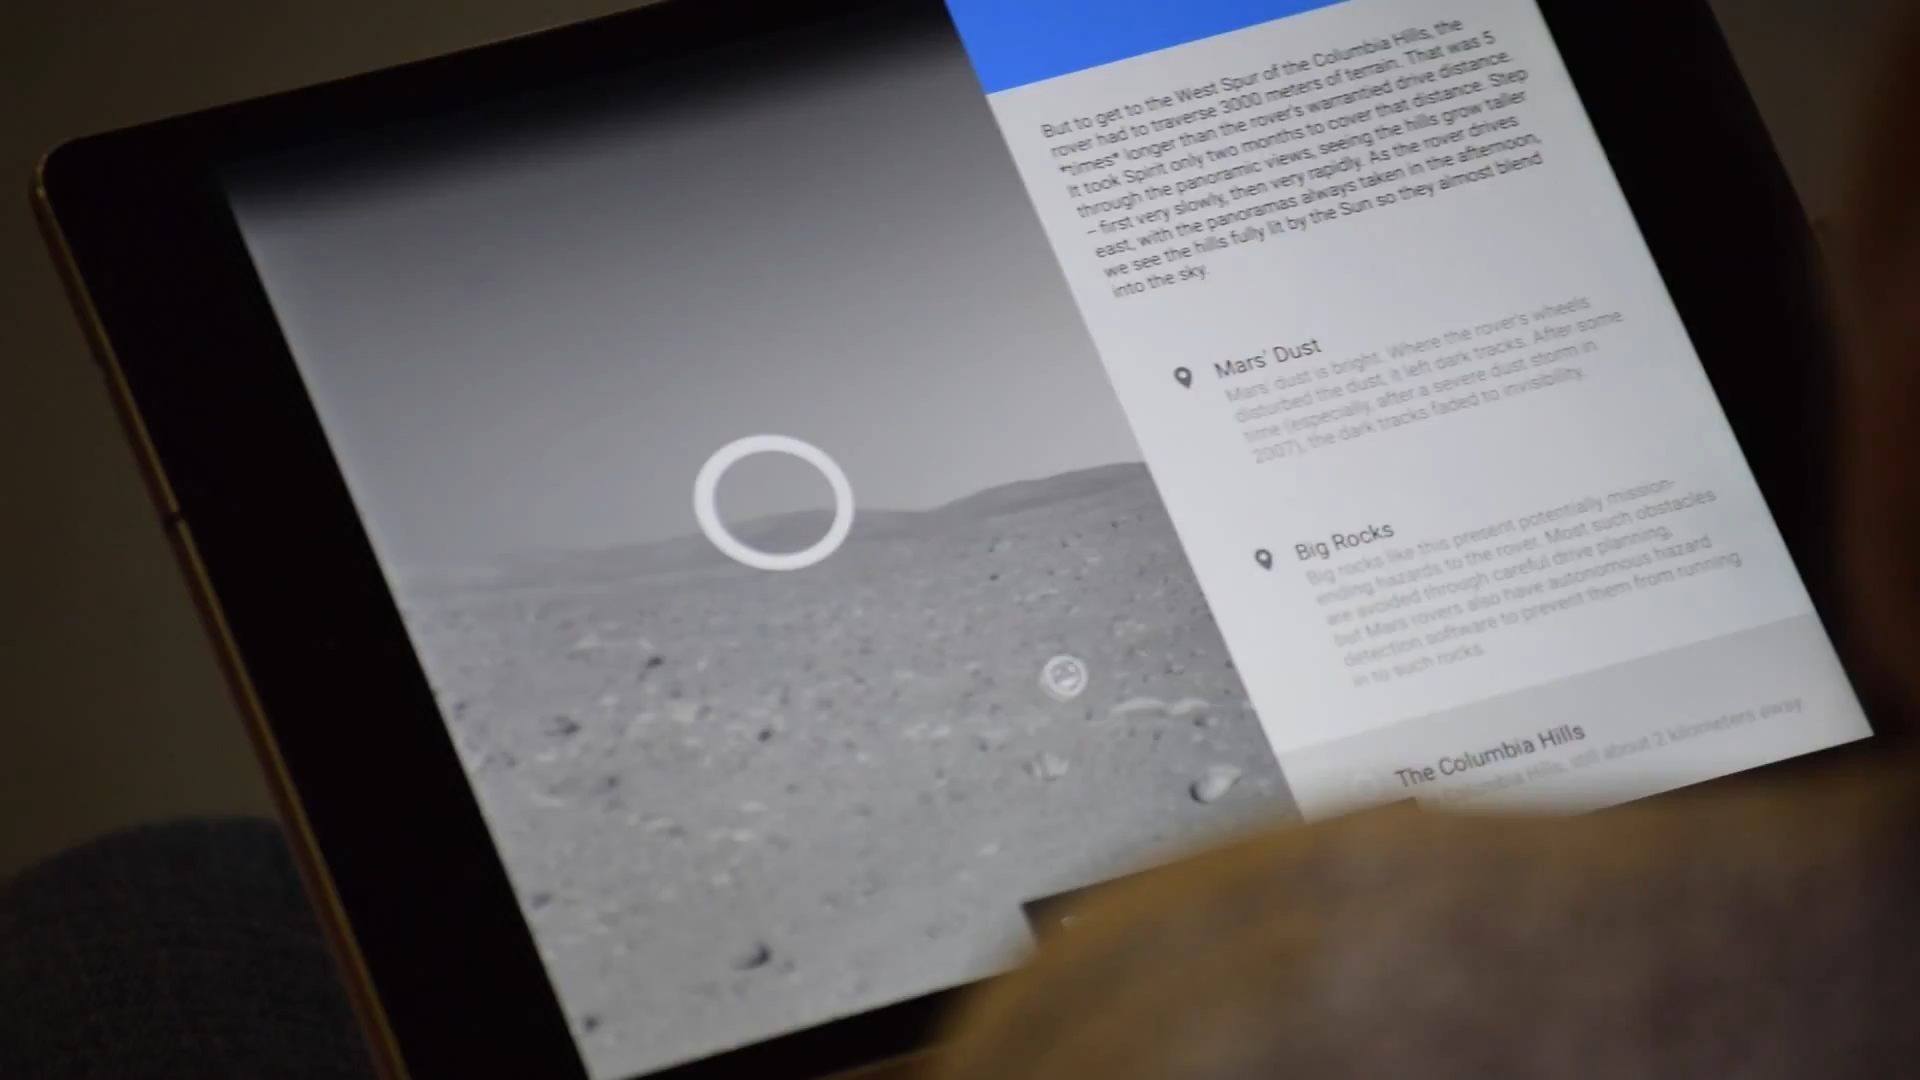 But to get to the West Spur of the Columbia Hills, the
rover had to traverse 3000 meters of terrain. That was 5
*times* longer than the rover's warrantied drive distance.
It took Spirit only two months to cover that distance. Step
through the panoramic views, seeing the hills grow taller
– first very slowly, then very rapidly. As the rover drives
east, with the panoramas always taken in the afternoon,
we see the hills fully lit by the Sun so they almost blend
into the sky.
Mars' Dust
Mars' dust is bright. Where the rover's wheels
disturbed the dust, it left dark tracks. After some
time (especially, after a severe dust storm in
2007), the dark tracks faded to invisibility.
Big Rocks
Big rocks like this present potentially mission-
ending hazards to the rover. Most such obstacles
are avoided through careful drive planning,
but Mars rovers also have autonomous hazard
detection software to prevent them from running
in to such rocks.
The Columbia Hills
Columbia Hills, still about 2 kilometers away